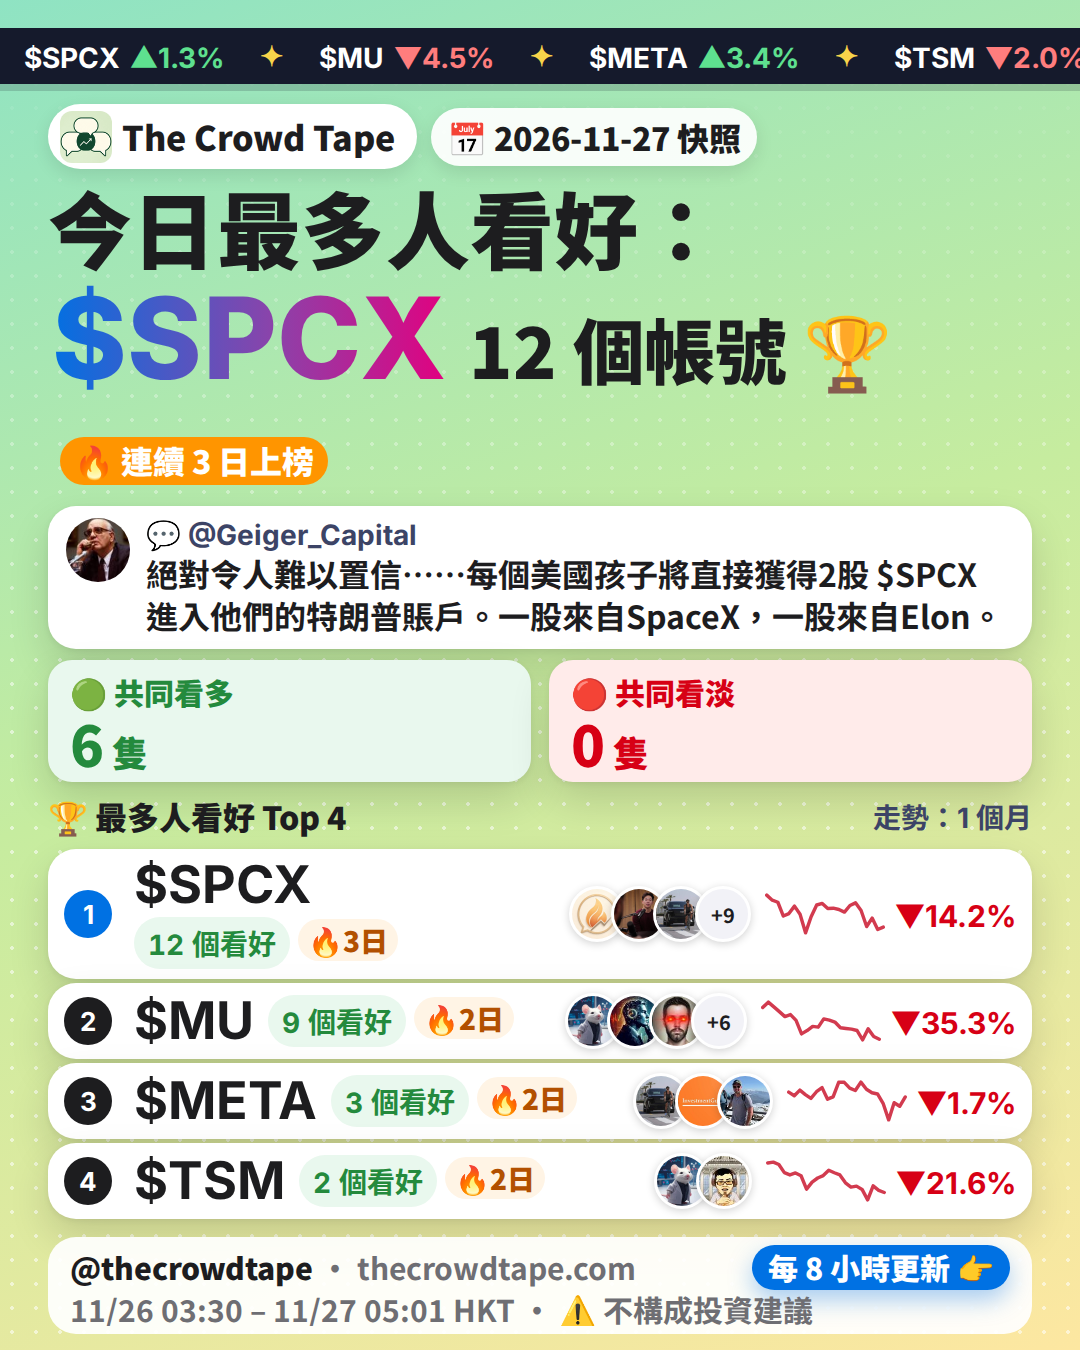 $SPCX ▲1.3% ✦ $MU ▼4.5% ✦ $META ▲3.4% ✦ $TSM ▼2.0%
The Crowd Tape
July 17 2026-11-27 快照
今日最多人看好：
$SPCX 12 個帳號 🏆
🔥 連續 3 日上榜
💬 @Geiger_Capital
絕對令人難以置信⋯⋯每個美國孩子將直接獲得2股 $SPCX
進入他們的特朗普賬戶。一股來自SpaceX，一股來自Elon。
🟢 共同看多
6 隻
🔴 共同看淡
0 隻
🏆 最多人看好 Top 4
走勢：1個月
1 $SPCX
12 個看好 🔥3日
+9 ▼14.2%
2 $MU 9 個看好 🔥2日 +6 ▼35.3%
3 $META 3 個看好 🔥2日 ▼1.7%
4 $TSM 2 個看好 🔥2日 ▼21.6%
@thecrowdtape · thecrowdtape.com
每 8 小時更新 👉
11/26 03:30 – 11/27 05:01 HKT · ⚠️ 不構成投資建議